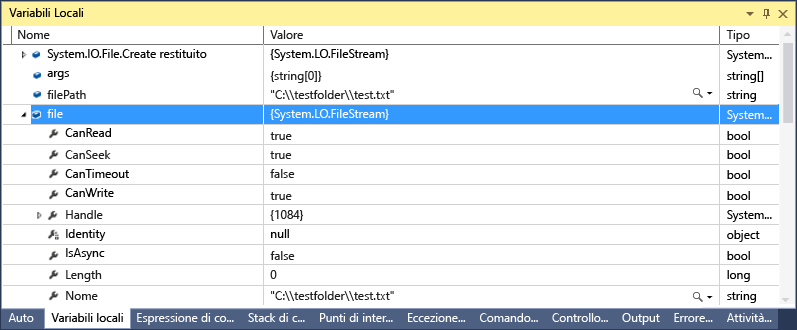 Variabili Locali
Nome Valore Tipo
System.IO.File.Create restituito {System.LO.FileStream} System...
args {string[0]} string[]
filePath "C:\\testfolder\\test.txt" string
file {System.LO.FileStream} System...
CanRead true bool
CanSeek true bool
CanTimeout false bool
CanWrite true bool
Handle {1084} System...
Identity null object
IsAsync false bool
Length 0 long
Nome "C:\\testfolder\\test.txt" string
Auto Variabili locali Espressione di co... Stack di c... Punti di inter... Eccezione... Comando... Controllo... Output Errore... Attività...